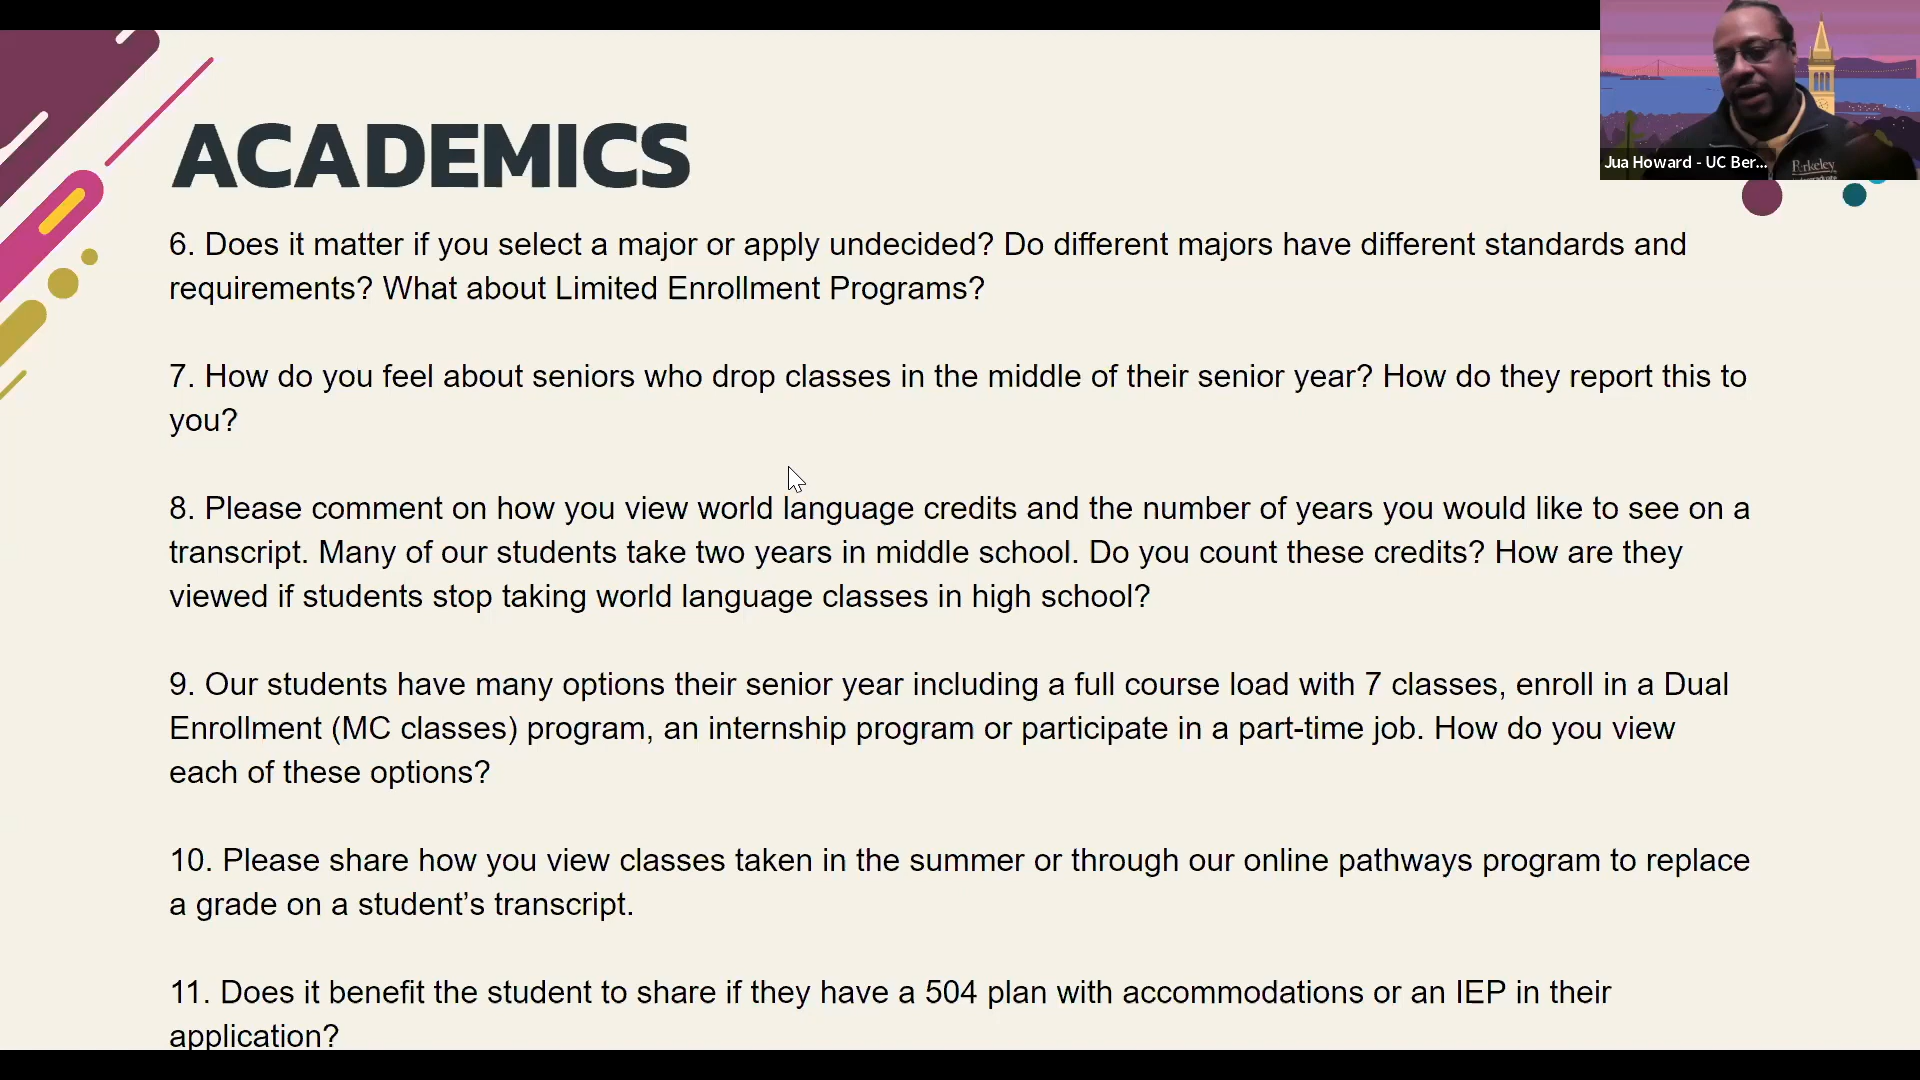 ACADEMICS
6. Does it matter if you select a major or apply undecided? Do different majors have different standards and
requirements? What about Limited Enrollment Programs?
7. How do you feel about seniors who drop classes in the middle of their senior year? How do they report this to
you?
8. Please comment on how you view world language credits and the number of years you would like to see on a
transcript. Many of our students take two years in middle school. Do you count these credits? How are they
viewed if students stop taking world language classes in high school?
9. Our students have many options their senior year including a full course load with 7 classes, enroll in a Dual
Enrollment (MC classes) program, an internship program or participate in a part-time job. How do you view
each of these options?
10. Please share how you view classes taken in the summer or through our online pathways program to replace
a grade on a student’s transcript.
11. Does it benefit the student to share if they have a 504 plan with accommodations or an IEP in their
application?
Jua Howard - UC Ber...
Berkeley